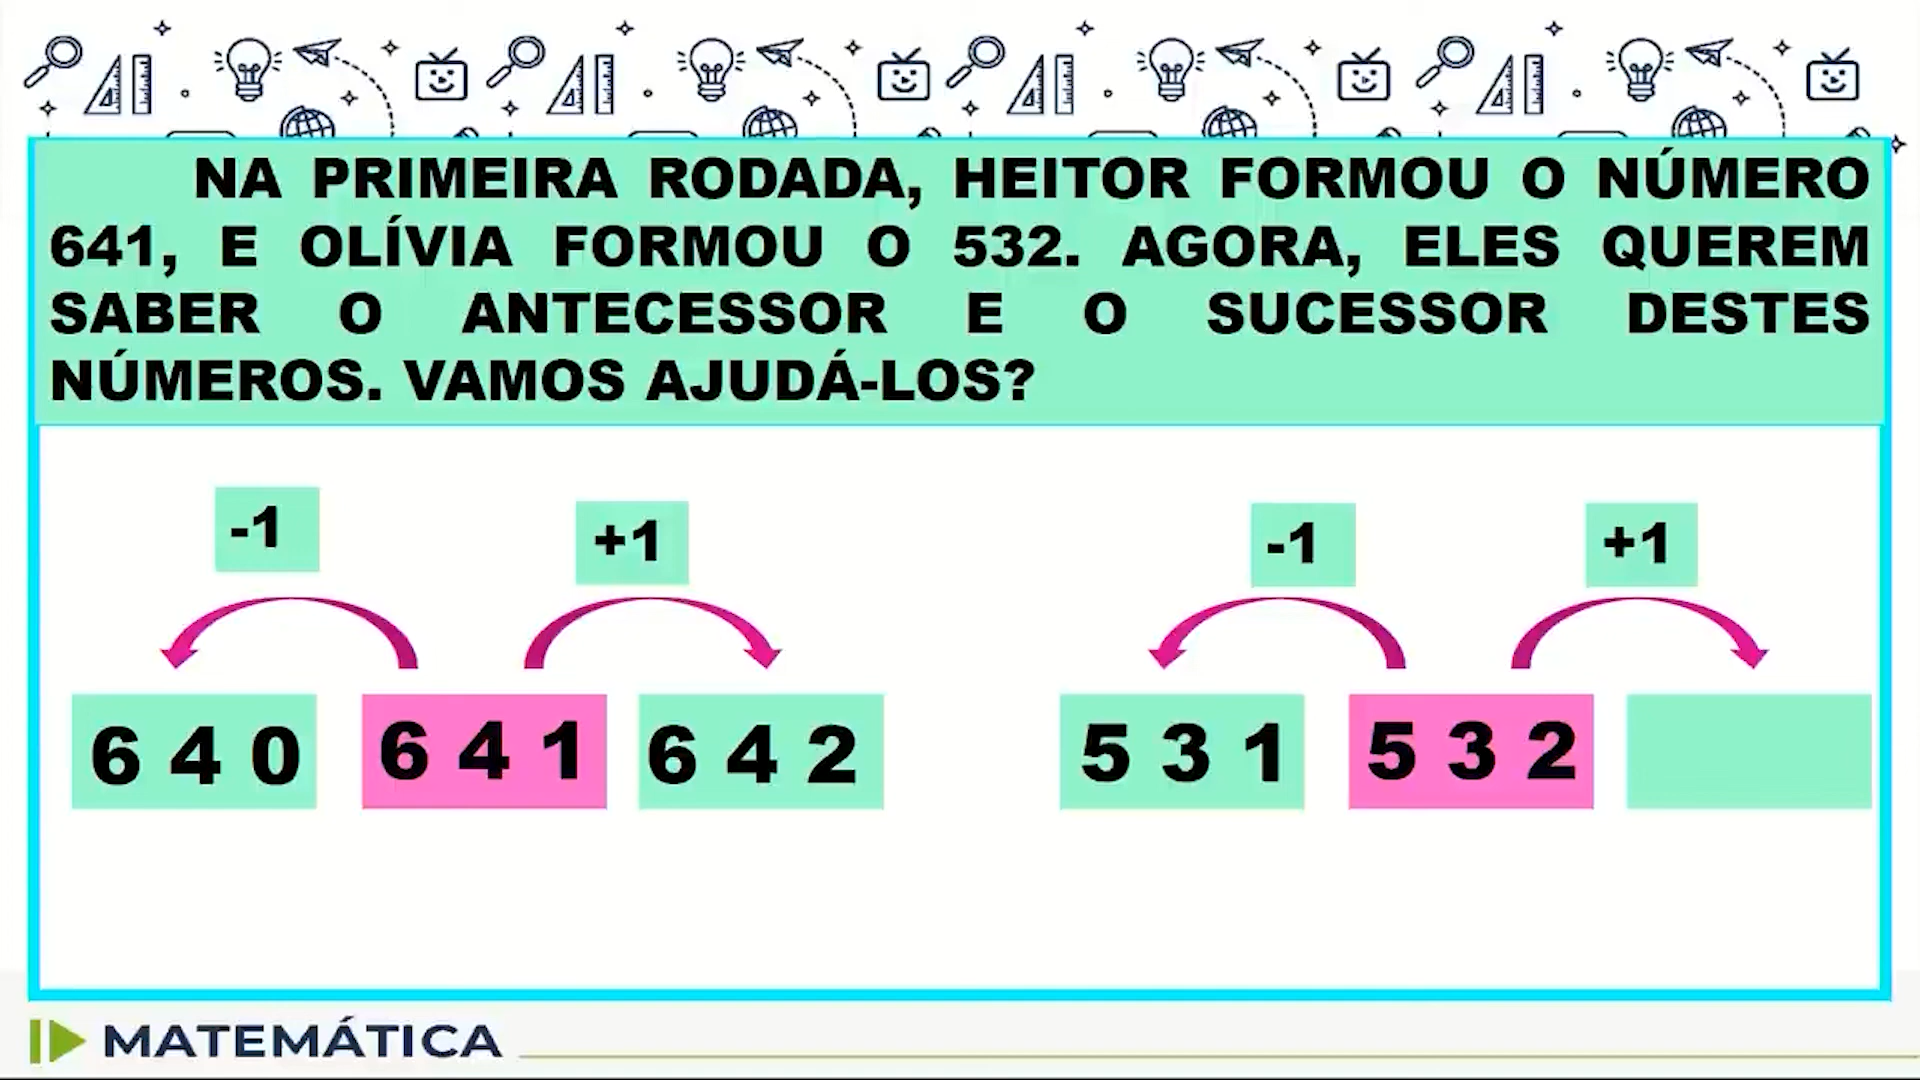 NA PRIMEIRA RODADA, HEITOR FORMOU O NÚMERO
641, E OLÍVIA FORMOU O 532. AGORA, ELES QUEREM
SABER O ANTECESSOR E O SUCESSOR DESTES
NÚMEROS. VAMOS AJUDÁ-LOS?
-1 +1 -1 +1
6 4 0 6 4 1 6 4 2 5 3 1 5 3 2
MATEMÁTICA